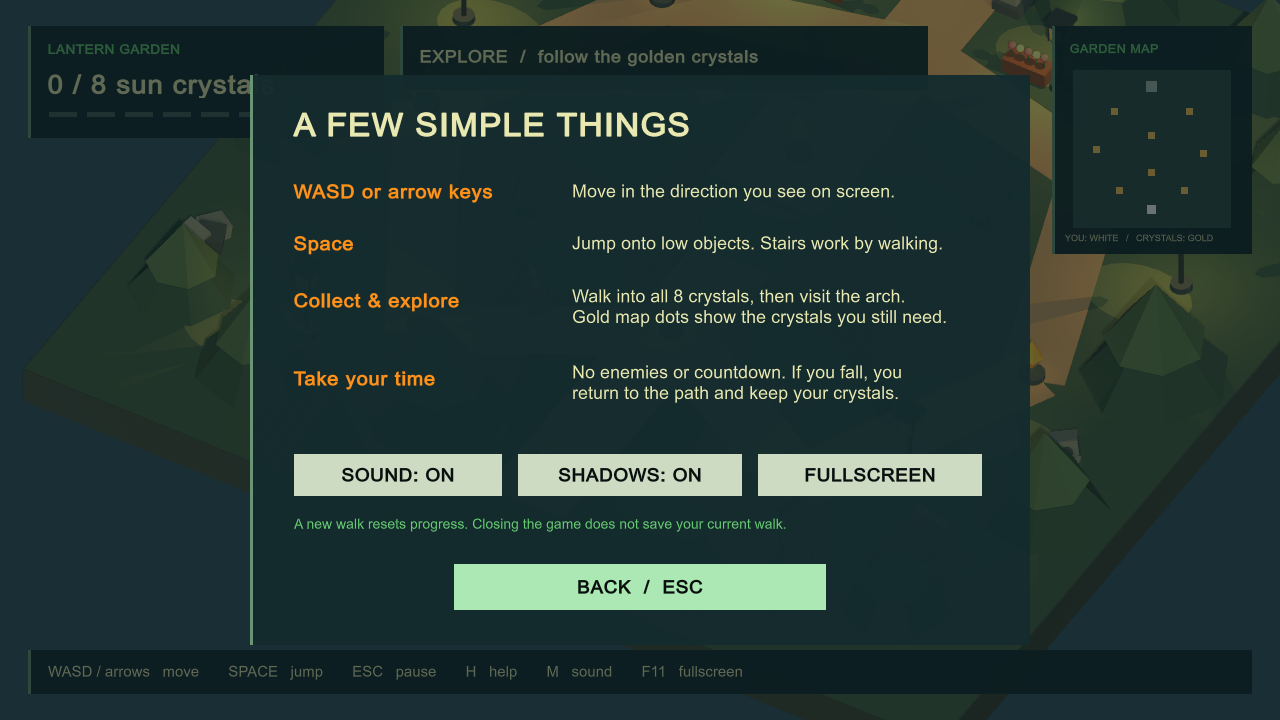 LANTERN GARDEN
0 / 8 sun crystals
EXPLORE / follow the golden crystals
GARDEN MAP
YOU: WHITE / CRYSTALS: GOLD
A FEW SIMPLE THINGS
WASD or arrow keys
Move in the direction you see on screen.
Space
Jump onto low objects. Stairs work by walking.
Collect & explore
Walk into all 8 crystals, then visit the arch.
Gold map dots show the crystals you still need.
Take your time
No enemies or countdown. If you fall, you
return to the path and keep your crystals.
SOUND: ON
SHADOWS: ON
FULLSCREEN
A new walk resets progress. Closing the game does not save your current walk.
BACK / ESC
WASD / arrows move SPACE jump ESC pause H help M sound F11 fullscreen